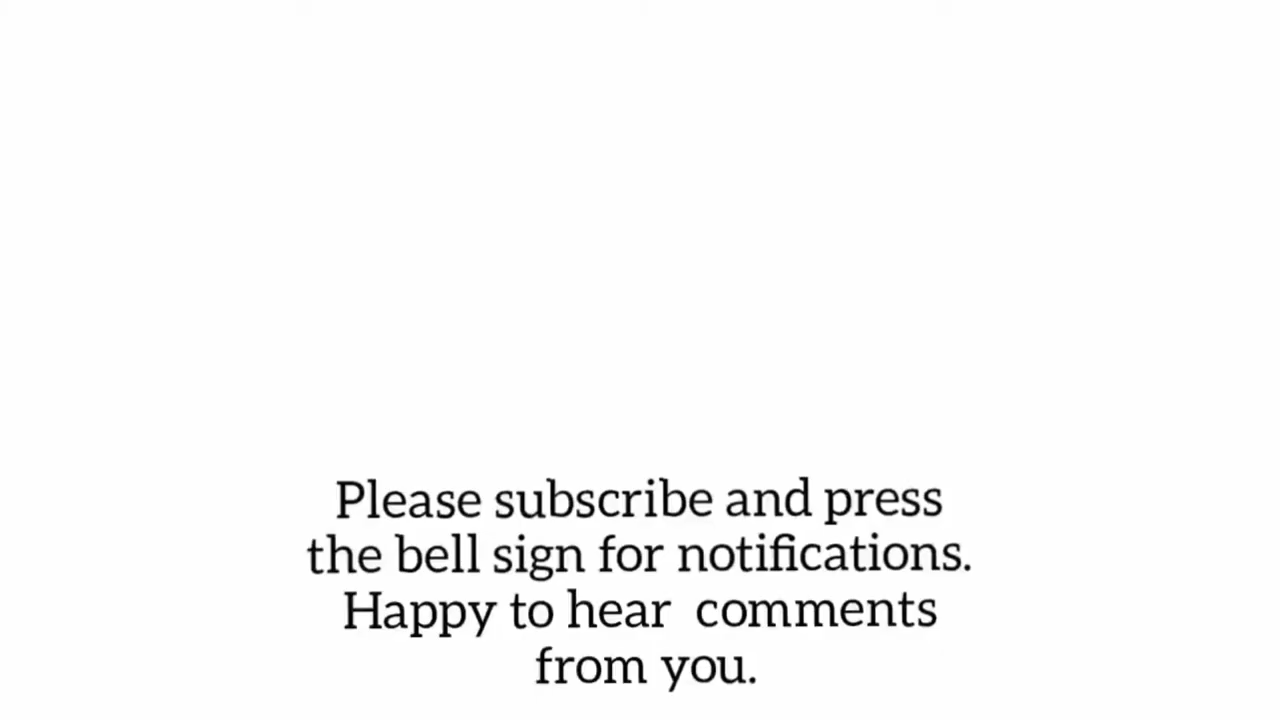 Please subscribe and press
the bell sign for notifications.
Happy to hear  comments
from you.